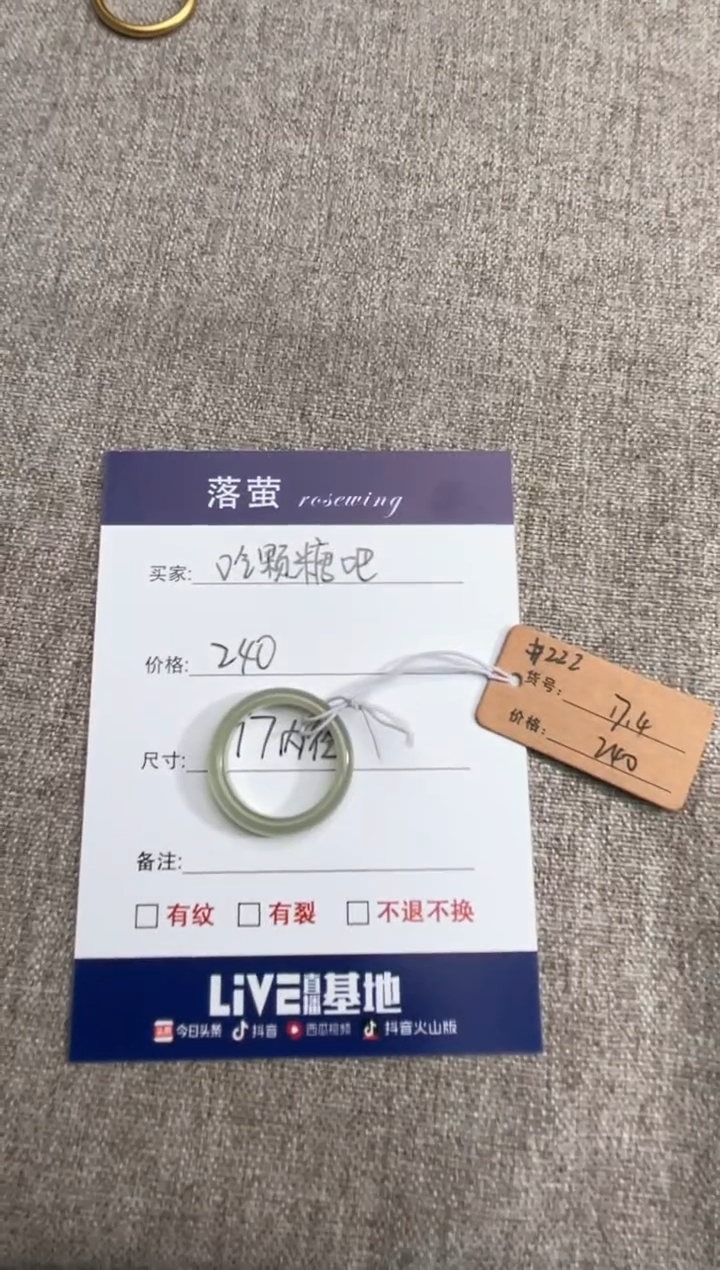 落萤 rosewing
买家: 吟颗糖吧
价格: 240
尺寸: 17内径
备注:
有纹 有裂 不退不换
LiVE直播基地
今日头条 抖音 西瓜视频 抖音火山版
#222
货号: 17.4
价格: 240